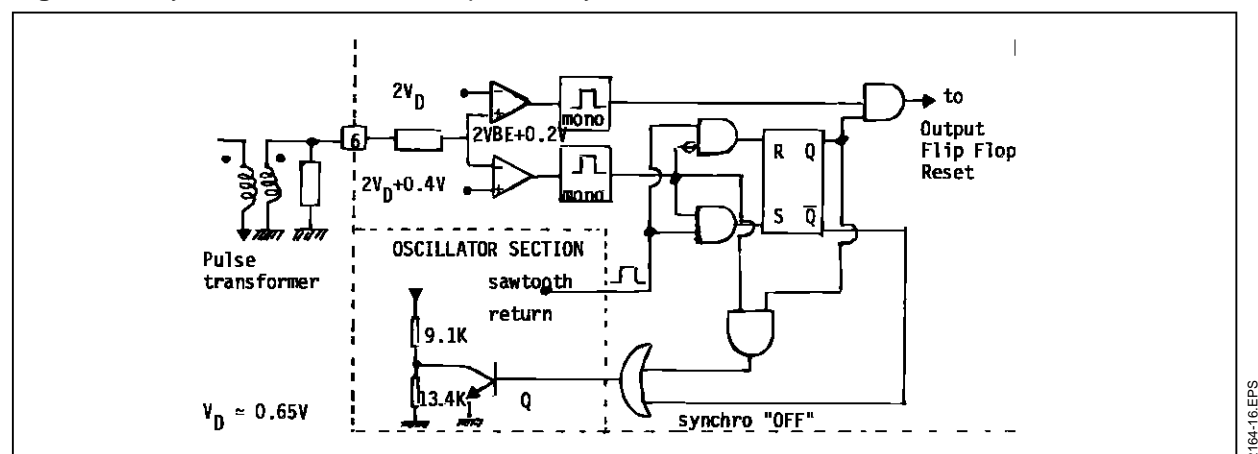 2V_D
mono
6
2VBE+0.2V
2V_D+0.4V
mono
R Q
S Q̅
to
Output
Flip Flop
Reset
Pulse
transformer
OSCILLATOR SECTION
sawtooth
return
9.1K
13.4K
Q
synchro "OFF"
V_D = 0.65V
164-16.EPS